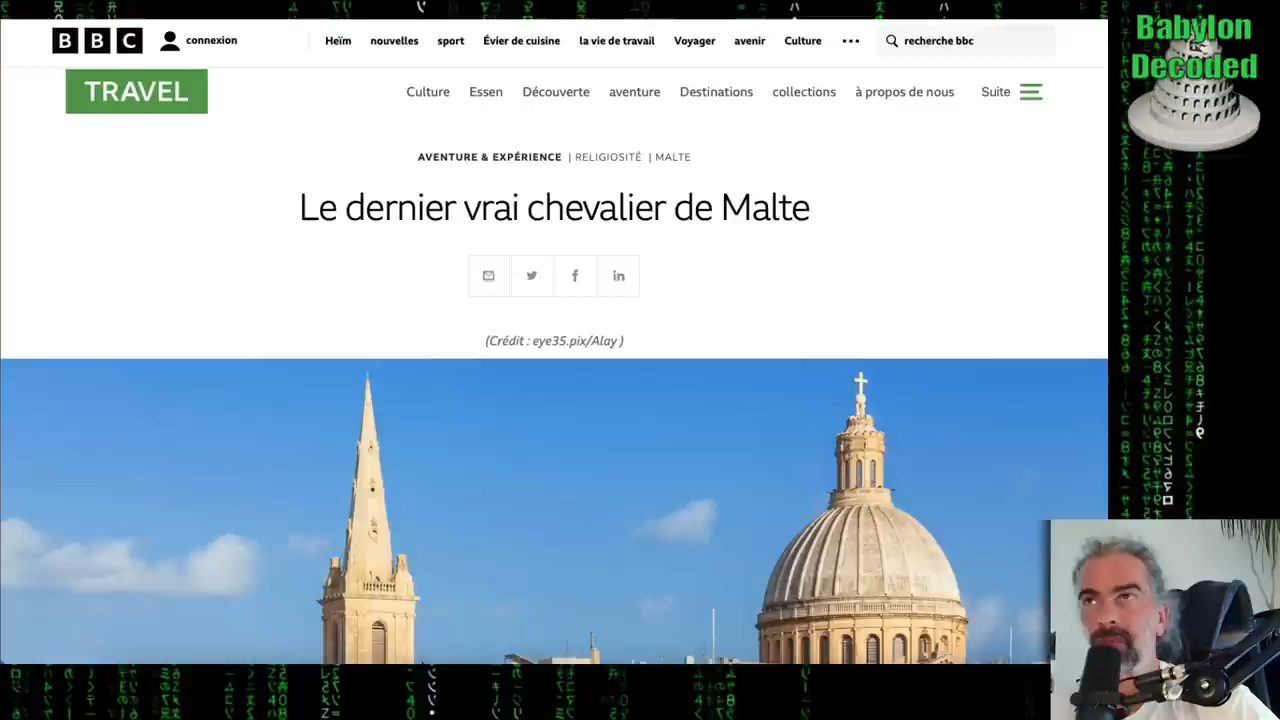 Babylon
Decoded
BBC connexion Heïm nouvelles sport Évier de cuisine la vie de travail Voyager avenir Culture ••• recherche bbc
TRAVEL Culture Essen Découverte aventure Destinations collections à propos de nous Suite
AVENTURE & EXPÉRIENCE | RELIGIOSITÉ | MALTE
Le dernier vrai chevalier de Malte
(Crédit : eye35.pix/Alay )